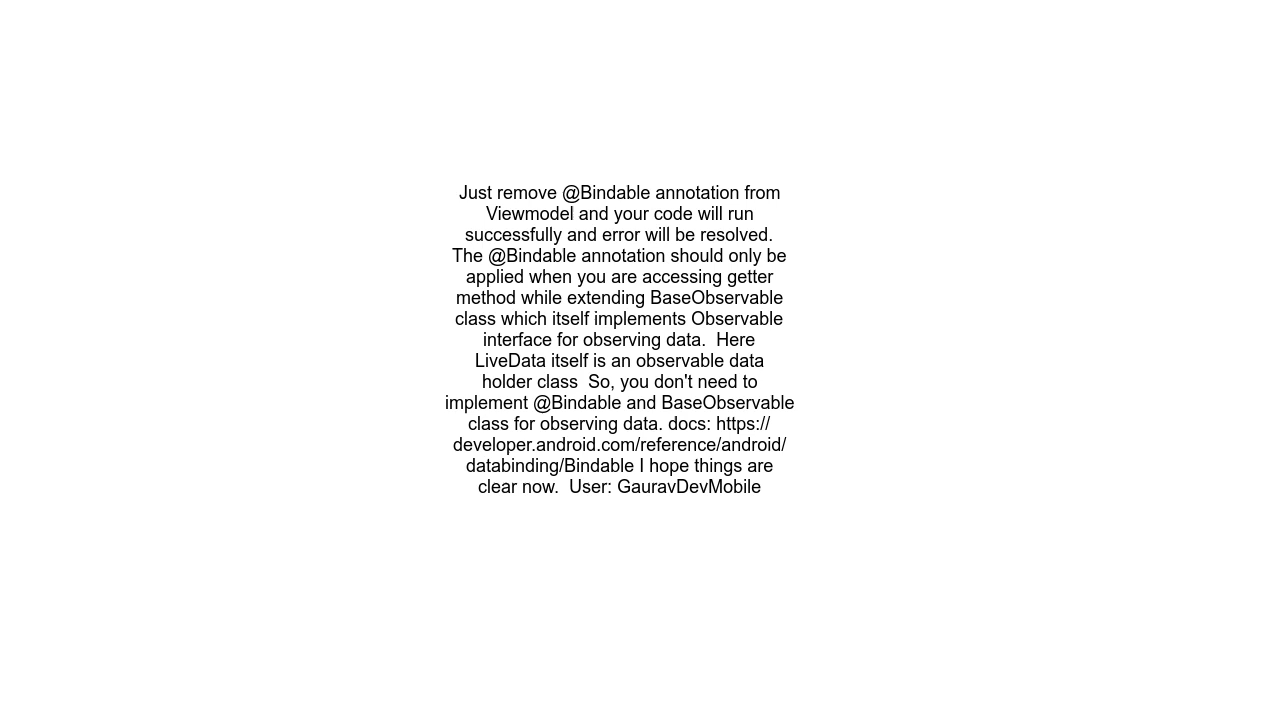 Just remove @Bindable annotation from
Viewmodel and your code will run
successfully and error will be resolved.
The @Bindable annotation should only be
applied when you are accessing getter
method while extending BaseObservable
class which itself implements Observable
interface for observing data.  Here
LiveData itself is an observable data
holder class  So, you don't need to
implement @Bindable and BaseObservable
class for observing data. docs: https://
developer.android.com/reference/android/
databinding/Bindable I hope things are
clear now.  User: GauravDevMobile